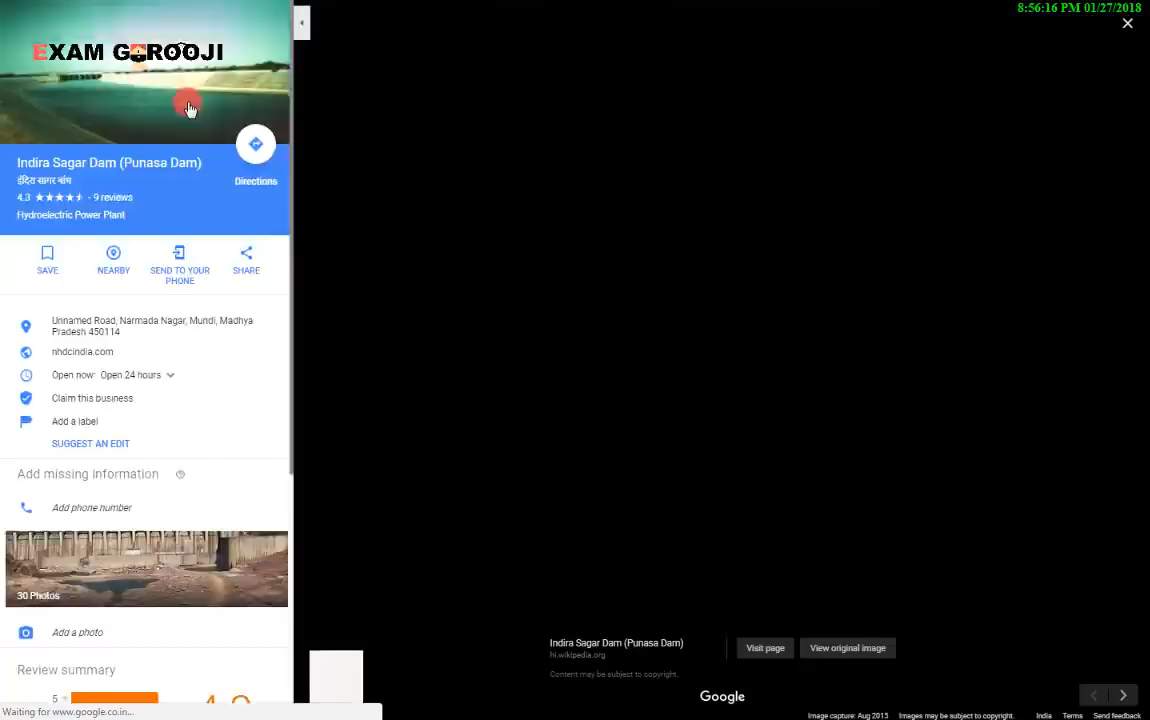 8:56:16 PM 01/27/2018
EXAM GOROOJI
Indira Sagar Dam (Punasa Dam)
इंदिरा सागर बांध
4.3 ★★★★★ - 9 reviews
Hydroelectric Power Plant
Directions
SAVE
NEARBY
SEND TO YOUR PHONE
SHARE
Unnamed Road, Narmada Nagar, Mundi, Madhya
Pradesh 450114
nhdcindia.com
Open now: Open 24 hours
Claim this business
Add a label
SUGGEST AN EDIT
Add missing information
Add phone number
30 Photos
Add a photo
Review summary
5
Waiting for www.google.co.in...
Indira Sagar Dam (Punasa Dam)
hi.wikipedia.org
Visit page
View original image
Content may be subject to copyright.
Google
Image capture: Aug 2015 Images may be subject to copyright. India Terms Send feedback